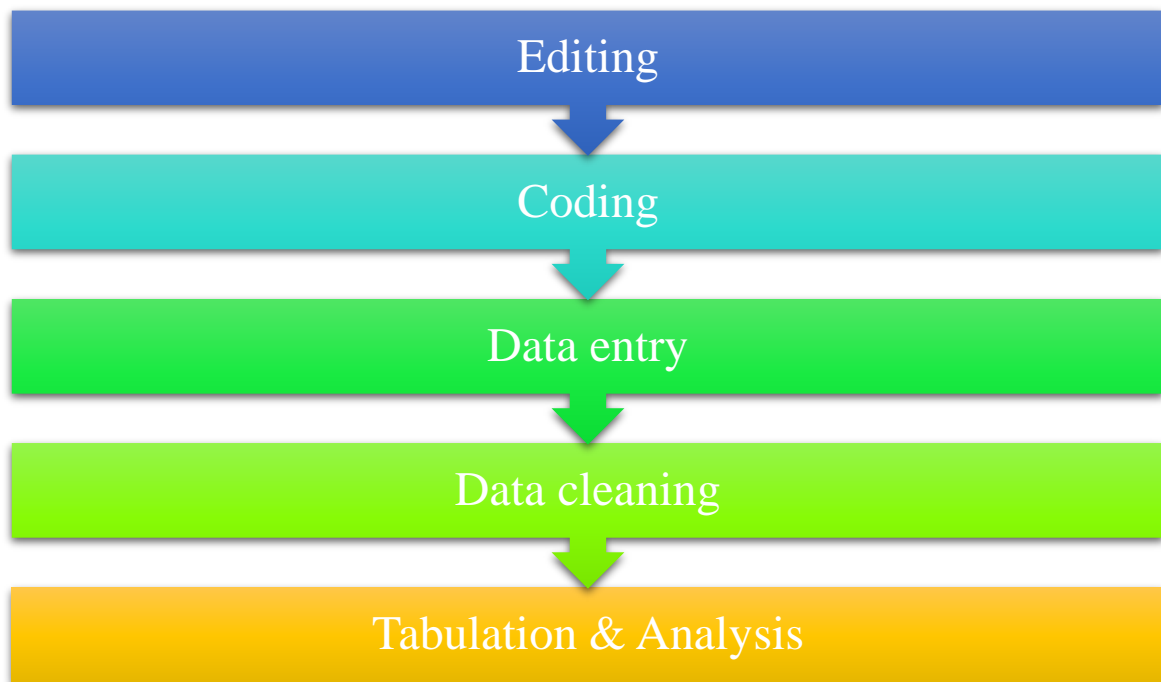 Editing
Coding
Data entry
Data cleaning
Tabulation & Analysis